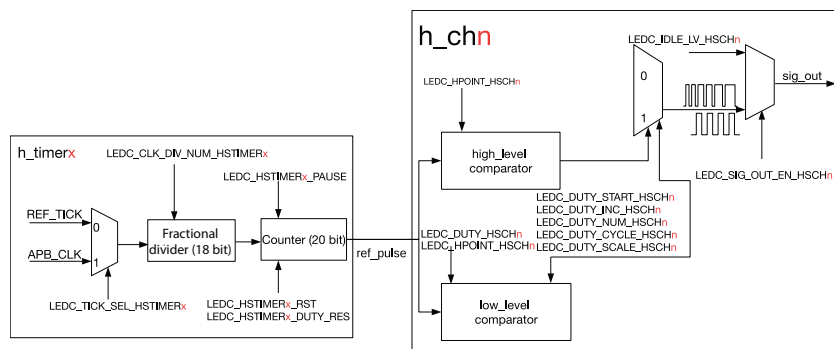 h_chn
LEDC_IDLE_LV_HSCHn
sig_out
0
1
LEDC_HPOINT_HSCHn
high_level
comparator
LEDC_SIG_OUT_EN_HSCHn
h_timerx
LEDC_CLK_DIV_NUM_HSTIMERx
LEDC_HSTIMERx_PAUSE
REF_TICK
0
APB_CLK
1
Fractional
divider (18 bit)
Counter (20 bit)
ref_pulse
LEDC_TICK_SEL_HSTIMERx
LEDC_HSTIMERx_RST
LEDC_HSTIMERx_DUTY_RES
LEDC_DUTY_HSCHn
LEDC_HPOINT_HSCHn
LEDC_DUTY_START_HSCHn
LEDC_DUTY_INC_HSCHn
LEDC_DUTY_NUM_HSCHn
LEDC_DUTY_CYCLE_HSCHn
LEDC_DUTY_SCALE_HSCHn
low_level
comparator